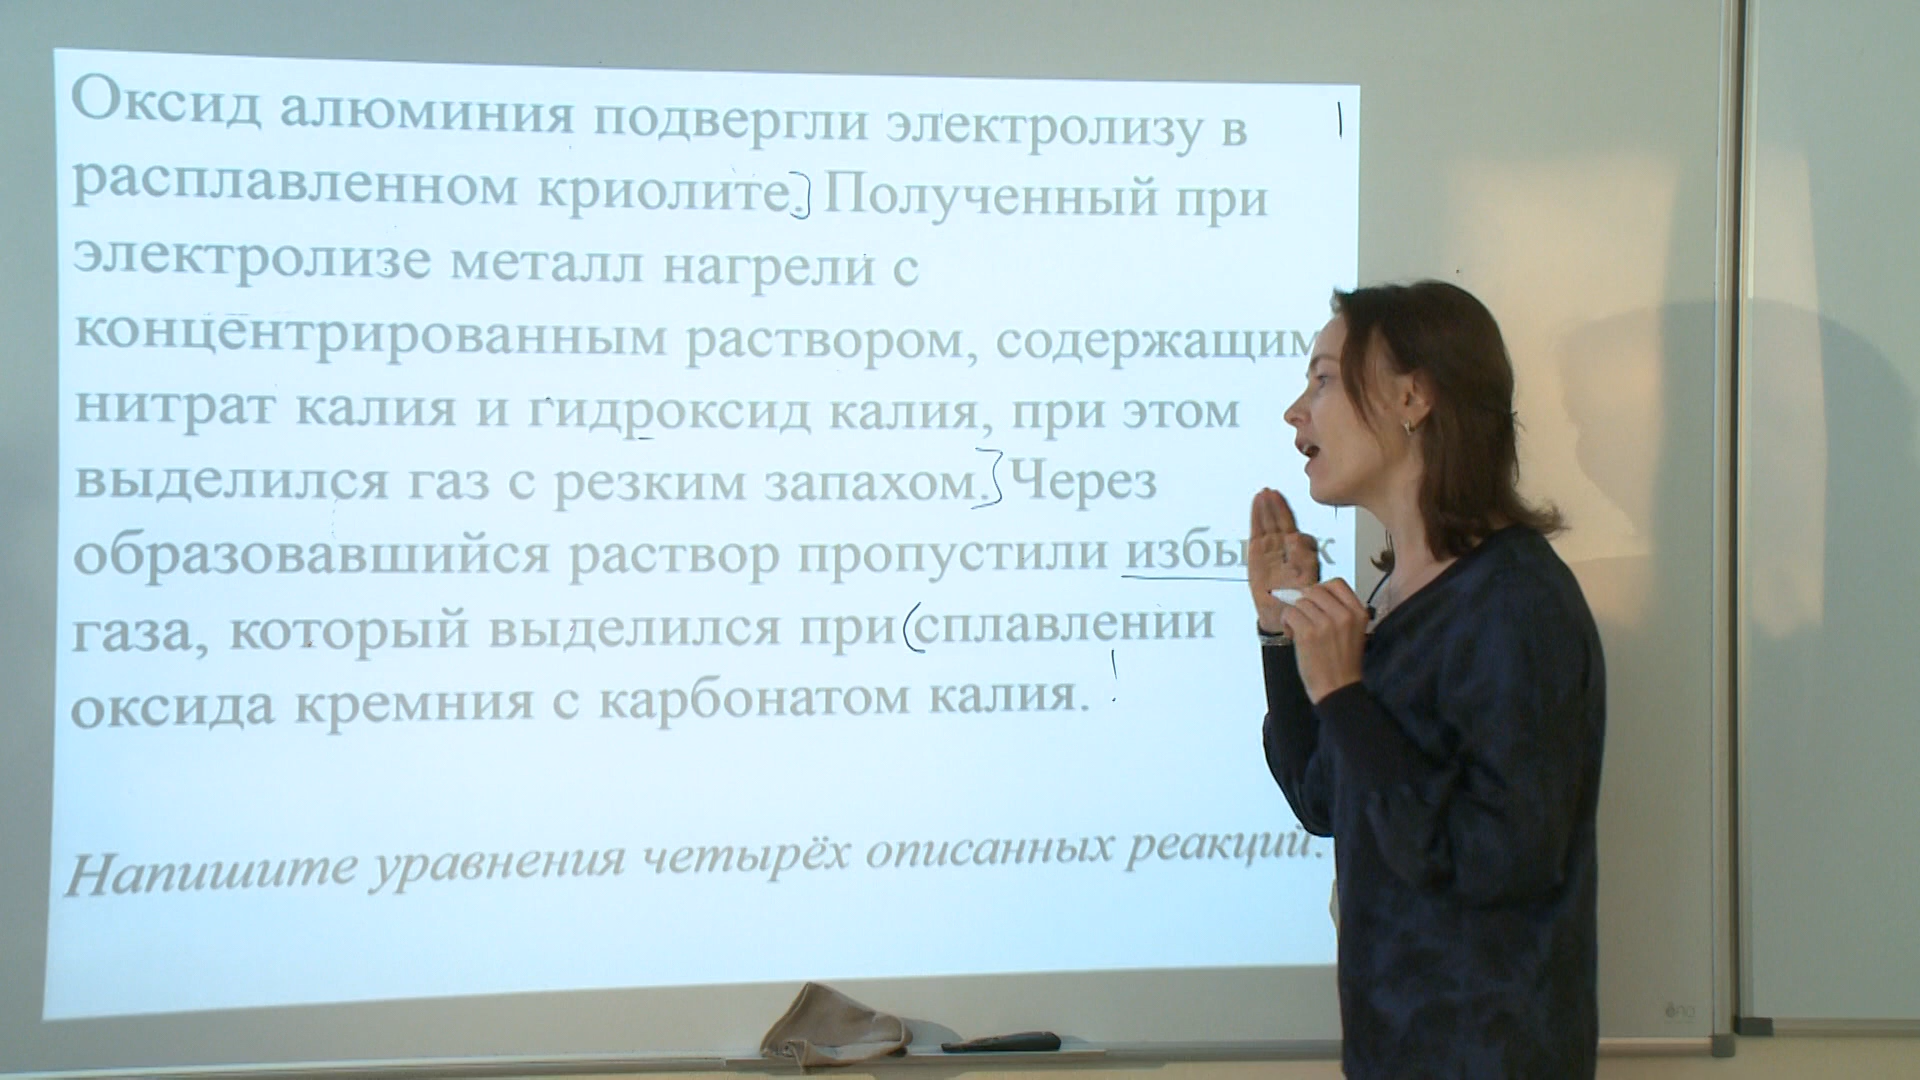 Оксид алюминия подвергли электролизу в
расплавленном криолите. Полученный при
электролизе металл нагрели с
концентрированным раствором, содержащим
нитрат калия и гидроксид калия, при этом
выделился газ с резким запахом. Через
образовавшийся раствор пропустили избыток
газа, который выделился при сплавлении
оксида кремния с карбонатом калия.
Напишите уравнения четырёх описанных реакций.